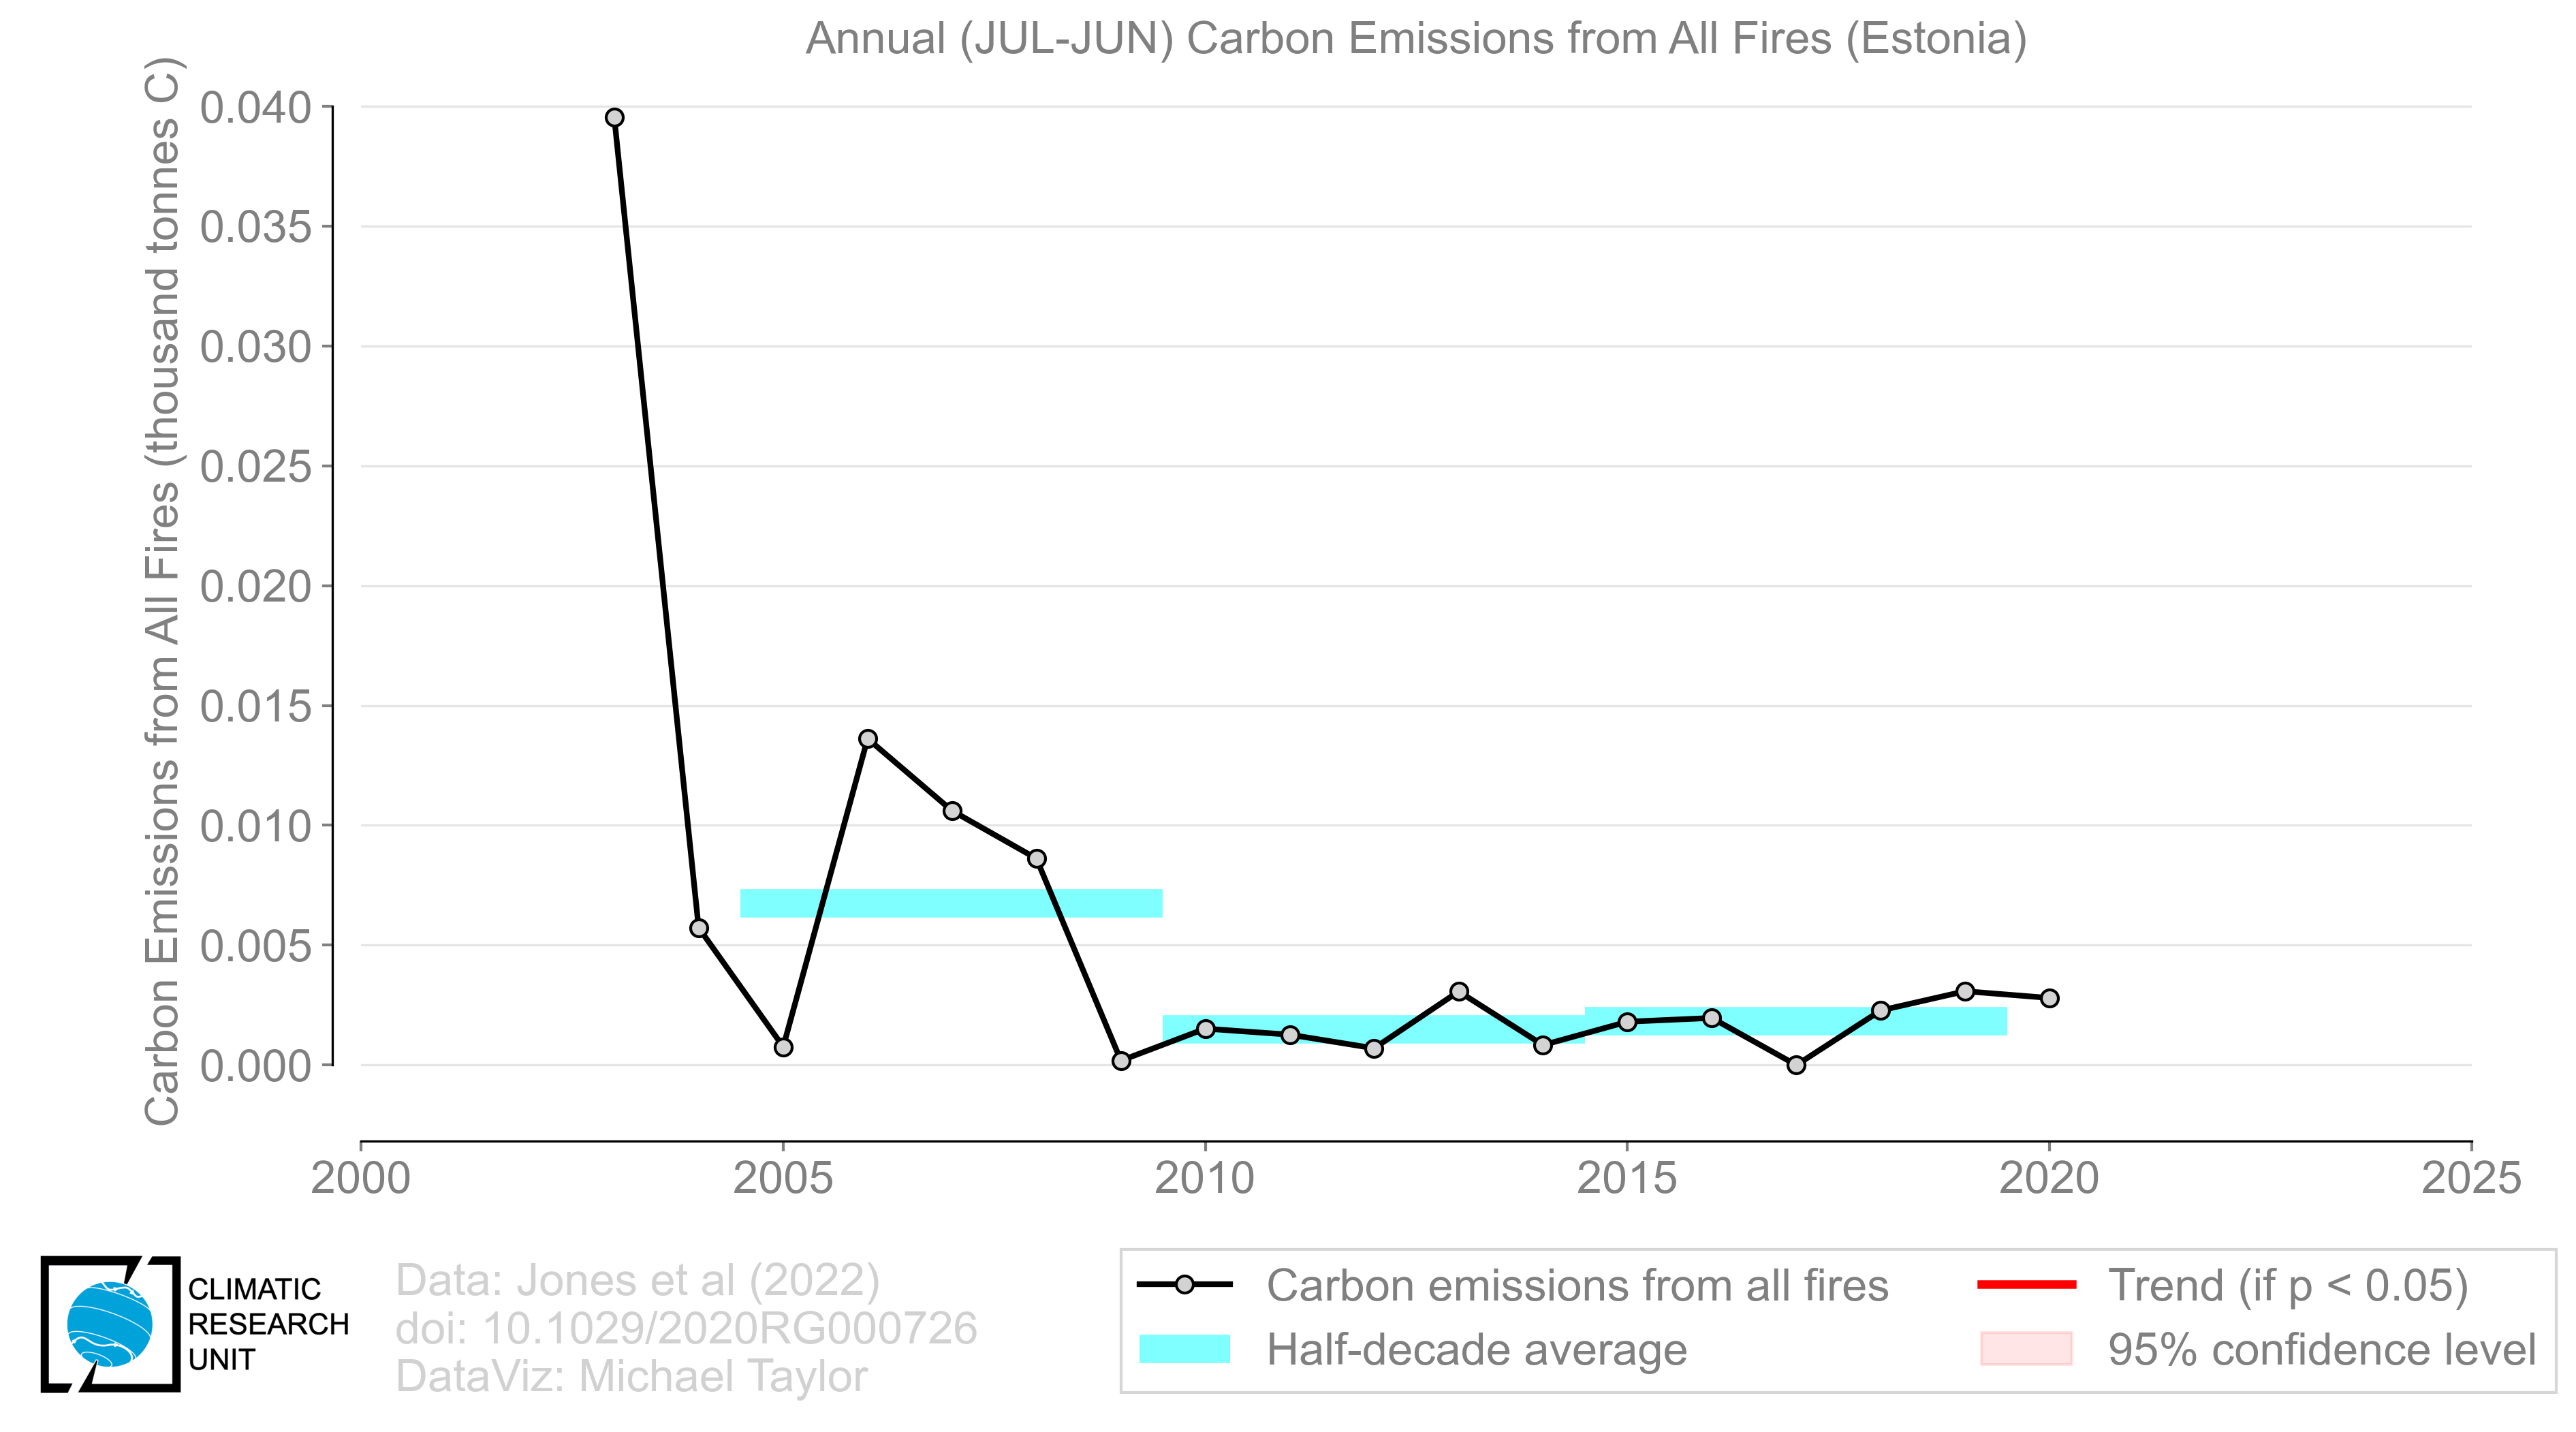 Annual (JUL-JUN) Carbon Emissions from All Fires (Estonia)
Carbon Emissions from All Fires (thousand tonnes C)
0.040
0.035
0.030
0.025
0.020
0.015
0.010
0.005
0.000
2000 2005 2010 2015 2020 2025
CLIMATIC
RESEARCH
UNIT
Data: Jones et al (2022)
doi: 10.1029/2020RG000726
DataViz: Michael Taylor
Carbon emissions from all fires
Half-decade average
Trend (if p < 0.05)
95% confidence level